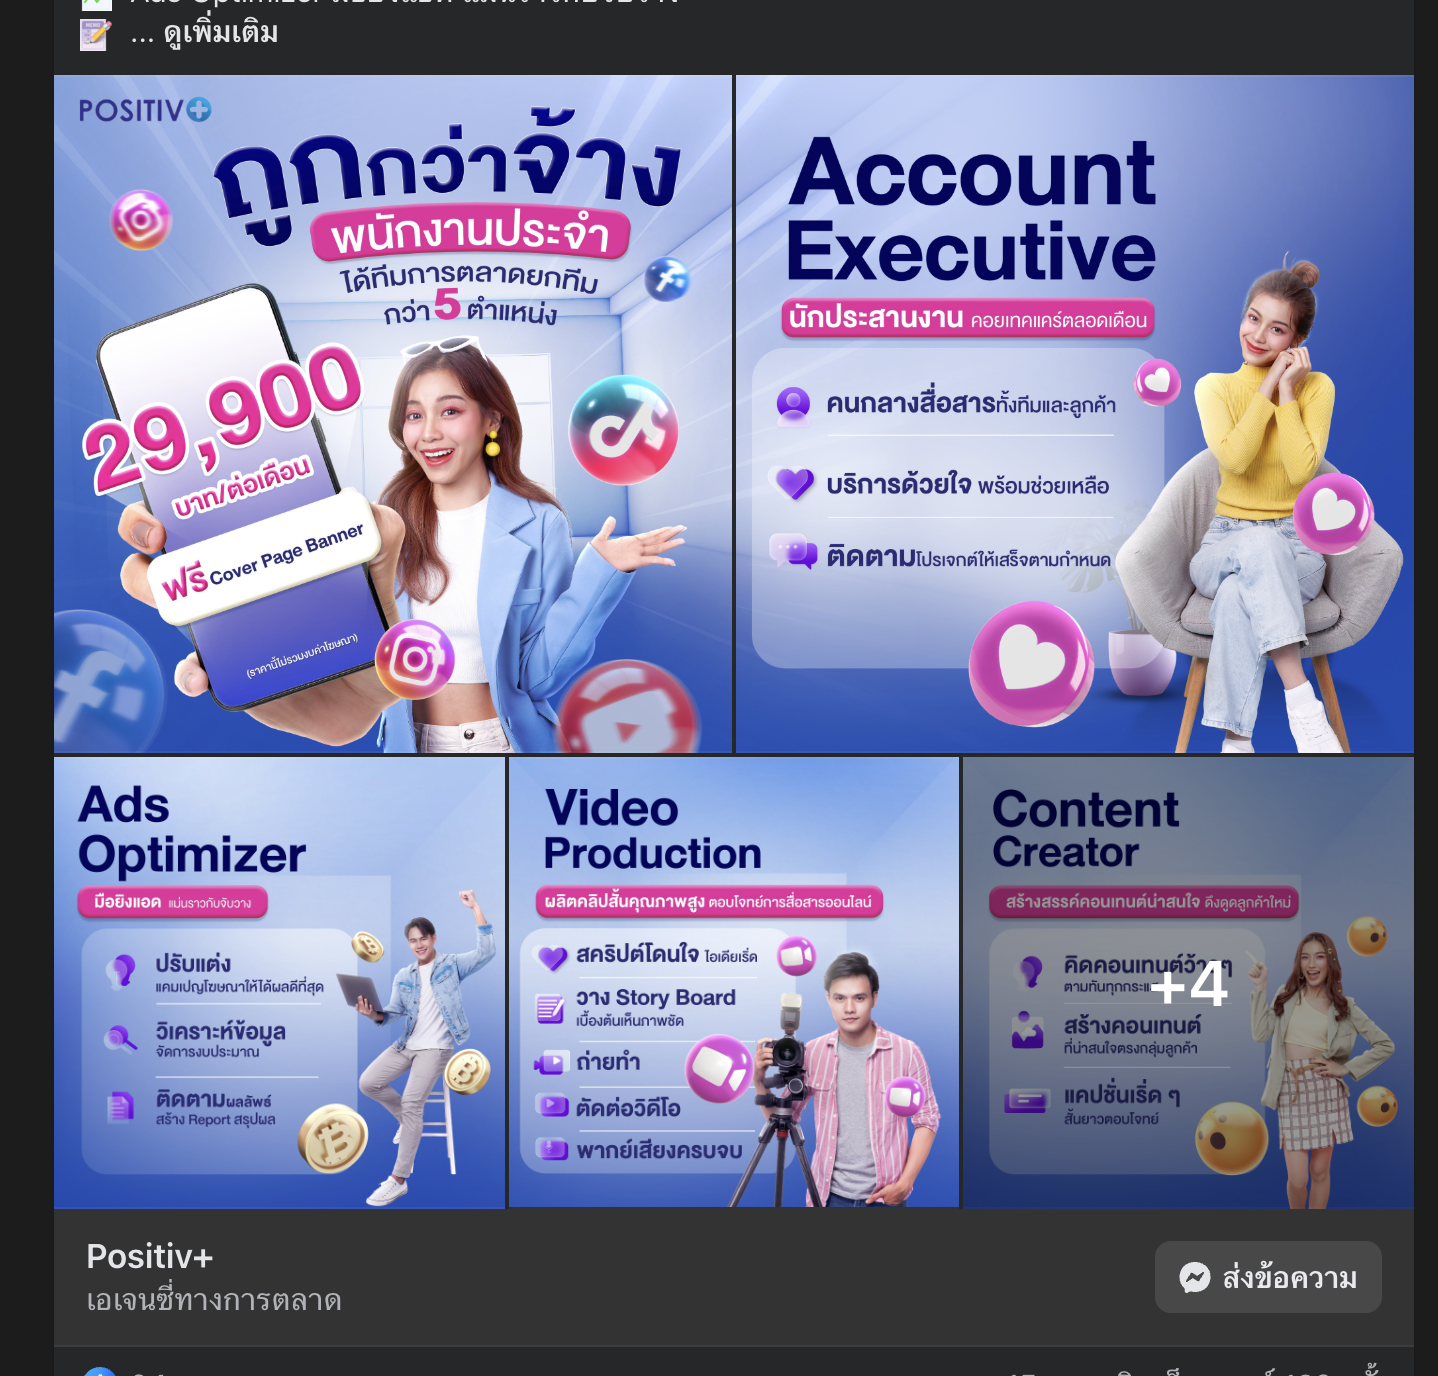 ... ดูเพิ่มเติม
POSITIV+
ถูกกว่าจ้าง
พนักงานประจำ
ได้ทีมการตลาดยกทีม
กว่า 5 ตำแหน่ง
29,900
บาท/ต่อเดือน
ฟรี Cover Page Banner
(ราคานี้ไม่รวมงบค่าโฆษณา)
Account
Executive
นักประสานงาน คอยเทคแคร์ตลอดเดือน
คนกลางสื่อสารทั้งทีมและลูกค้า
บริการด้วยใจ พร้อมช่วยเหลือ
ติดตามโปรเจกต์ให้เสร็จตามกำหนด
Ads
Optimizer
มือยิงแอด แม่นราวกับจับวาง
ปรับแต่ง
แคมเปญโฆษณาให้ได้ผลดีที่สุด
วิเคราะห์ข้อมูล
จัดการงบประมาณ
ติดตามผลลัพธ์
สร้าง Report สรุปผล
Video
Production
ผลิตคลิปสั้นคุณภาพสูง ตอบโจทย์การสื่อสารออนไลน์
สคริปต์โดนใจ ไอเดียเริ่ด
วาง Story Board
เบื้องต้นเห็นภาพชัด
ถ่ายทำ
ตัดต่อวิดีโอ
พากย์เสียงครบจบ
Content
Creator
สร้างสรรค์คอนเทนต์น่าสนใจ ดึงดูดลูกค้าใหม่
คิดคอนเทนต์ว้าวๆ
ตามทันทุกกระแส
+4
สร้างคอนเทนต์
ที่น่าสนใจตรงกลุ่มลูกค้า
แคปชั่นเริ่ด ๆ
สั้นยาวตอบโจทย์
Positiv+
เอเจนซี่ทางการตลาด
ส่งข้อความ